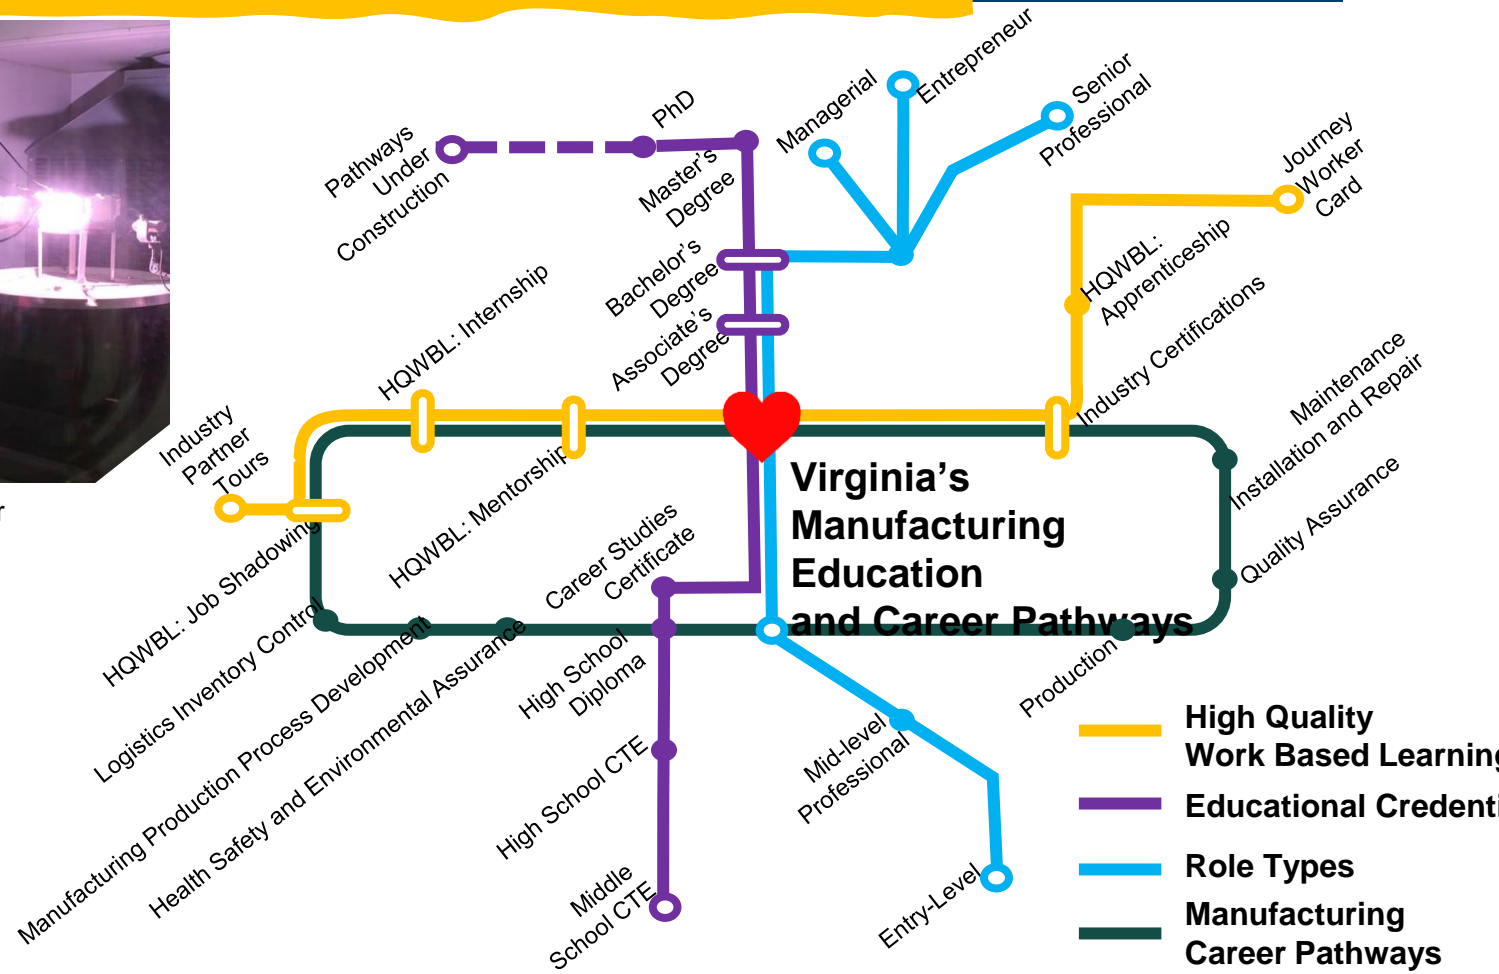 Entrepreneur
Managerial
Senior
Professional
PhD
Pathways
Under
Construction
Master's
Degree
Journey
Worker
Card
HQWBL:
Apprenticeship
Bachelor's
Degree
Associate's
Degree
HQWBL: Internship
Industry Certifications
Maintenance
Installation and Repair
Industry
Partner
Tours
Quality Assurance
HQWBL: Mentorship
HQWBL: Job Shadowing
Career Studies
Certificate
Virginia's
Manufacturing
Education
and Career Pathways
Logistics Inventory Control
Manufacturing Production Process Development
Health Safety and Environmental Assurance
High School
Diploma
Production
High School CTE
Mid-level
Professional
Middle
School CTE
Entry-Level
High Quality
Work Based Learning
Educational Credenti
Role Types
Manufacturing
Career Pathways